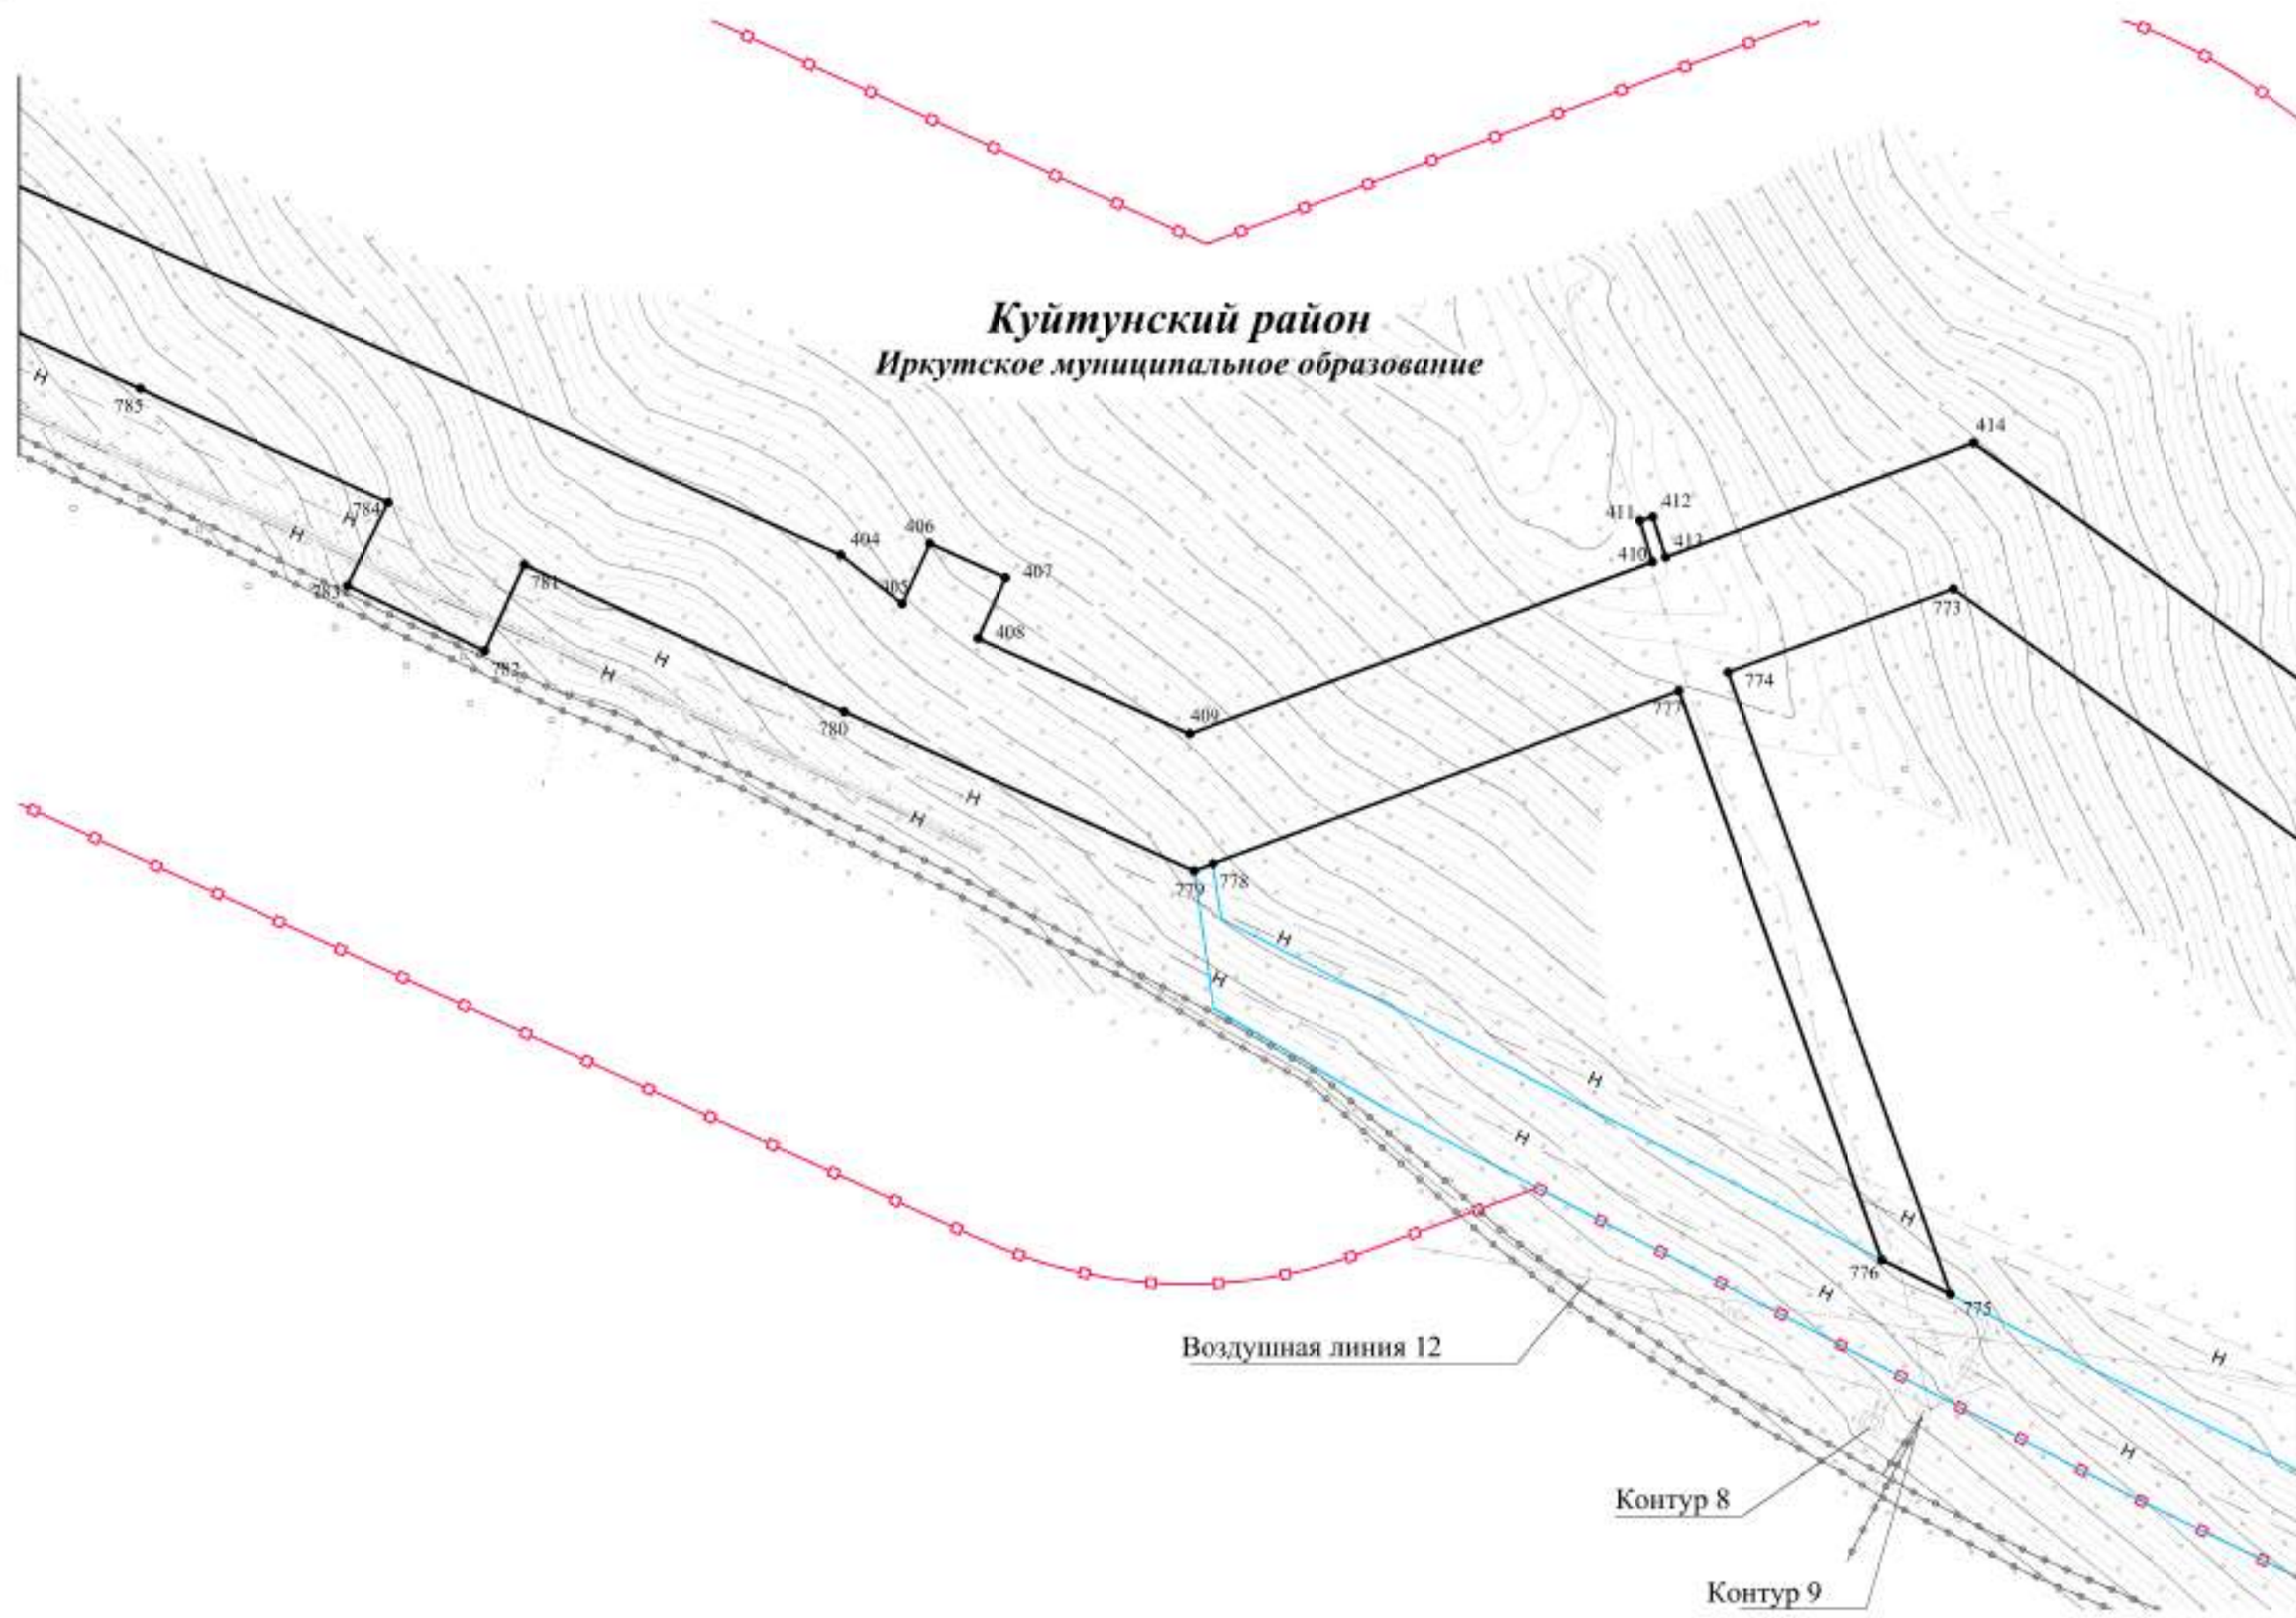 Куйтунский район
Иркутское муниципальное образование
Н
785
784
Н
Н
783
781
782
Н
Н
780
404
405
406
407
408
409
410
411
412
413
414
773
774
777
Н
Н
779
778
Н
Н
Н
Н
Н
Н
776
775
Н
Н
Воздушная линия 12
Контур 8
Контур 9